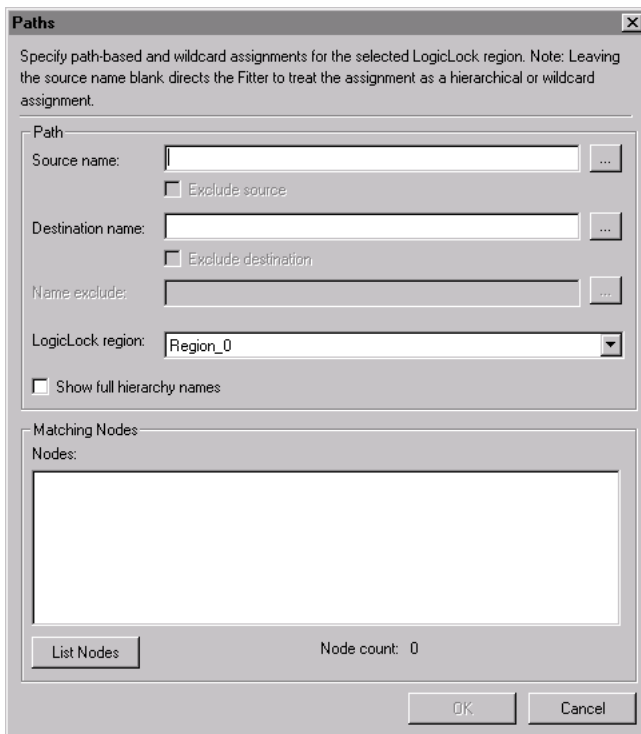 Paths
Specify path-based and wildcard assignments for the selected LogicLock region. Note: Leaving
the source name blank directs the Fitter to treat the assignment as a hierarchical or wildcard
assignment.
Path
Source name:
...
Exclude source
Destination name:
...
Exclude destination
Name exclude:
...
LogicLock region:
Region_0
Show full hierarchy names
Matching Nodes
Nodes:
List Nodes
Node count: 0
OK
Cancel